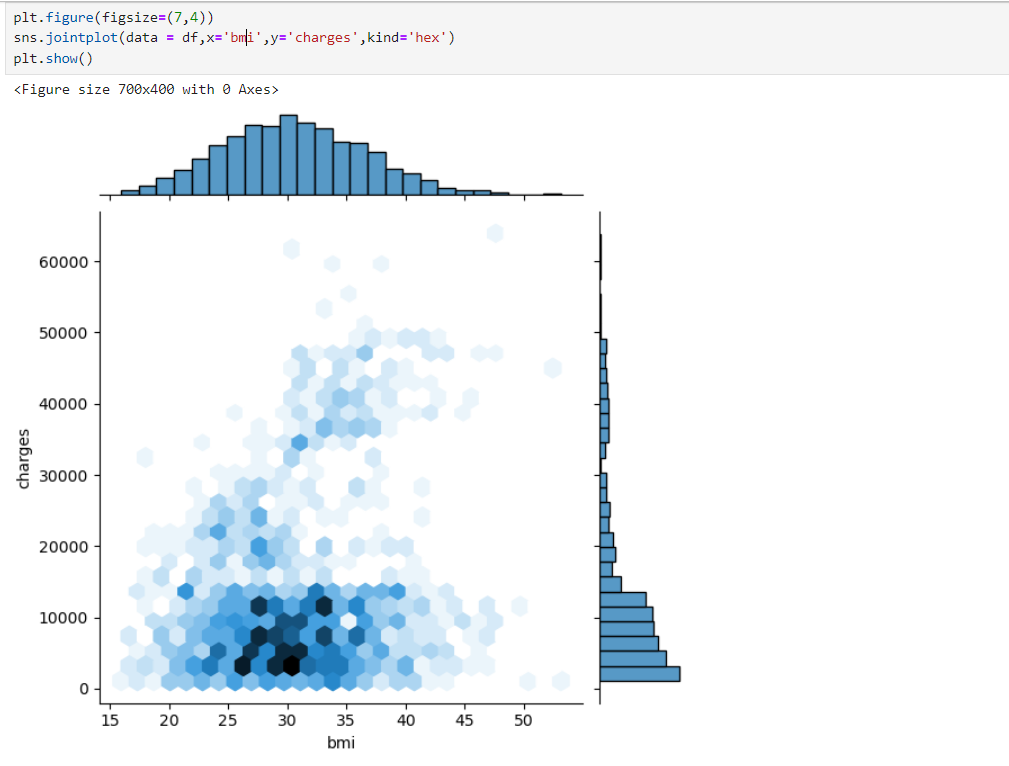 plt.figure(figsize=(7,4))
sns.jointplot(data = df,x='bmi',y='charges',kind='hex')
plt.show()
<Figure size 700x400 with 0 Axes>
60000
50000
40000
30000
20000
10000
0
charges
15 20 25 30 35 40 45 50
bmi